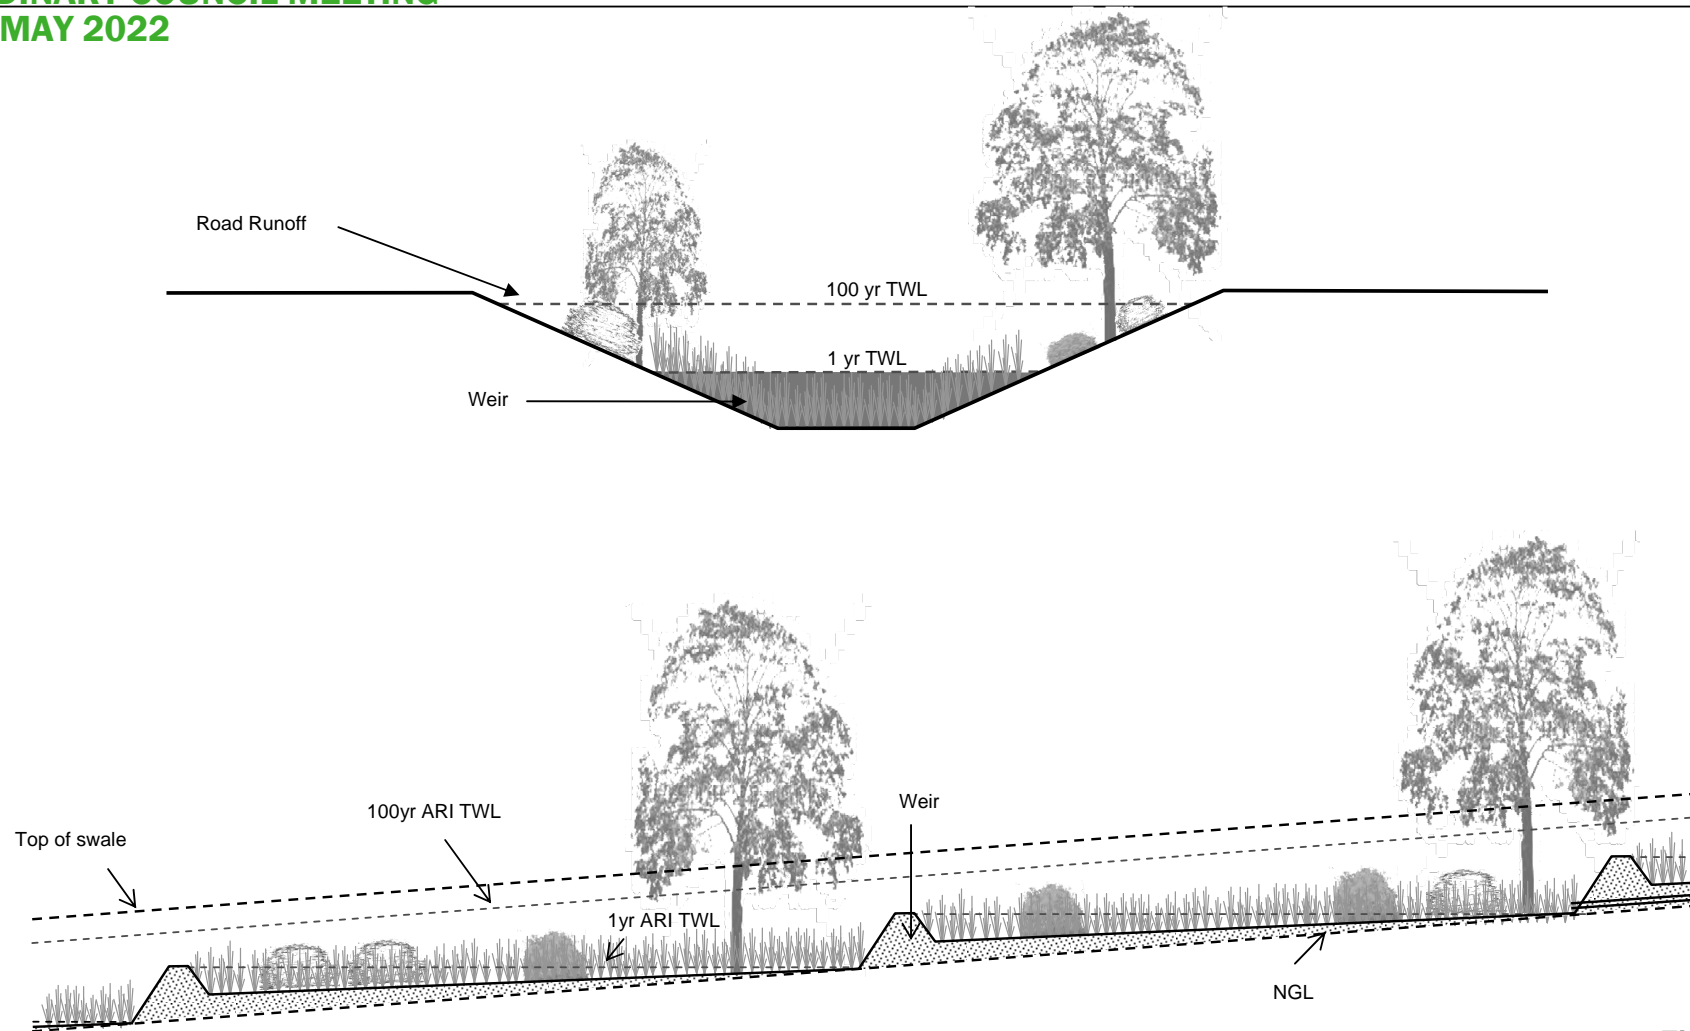 MAY 2022
Road Runoff
100 yr TWL
1 yr TWL
Weir
100yr ARI TWL
Weir
Top of swale
1yr ARI TWL
NGL